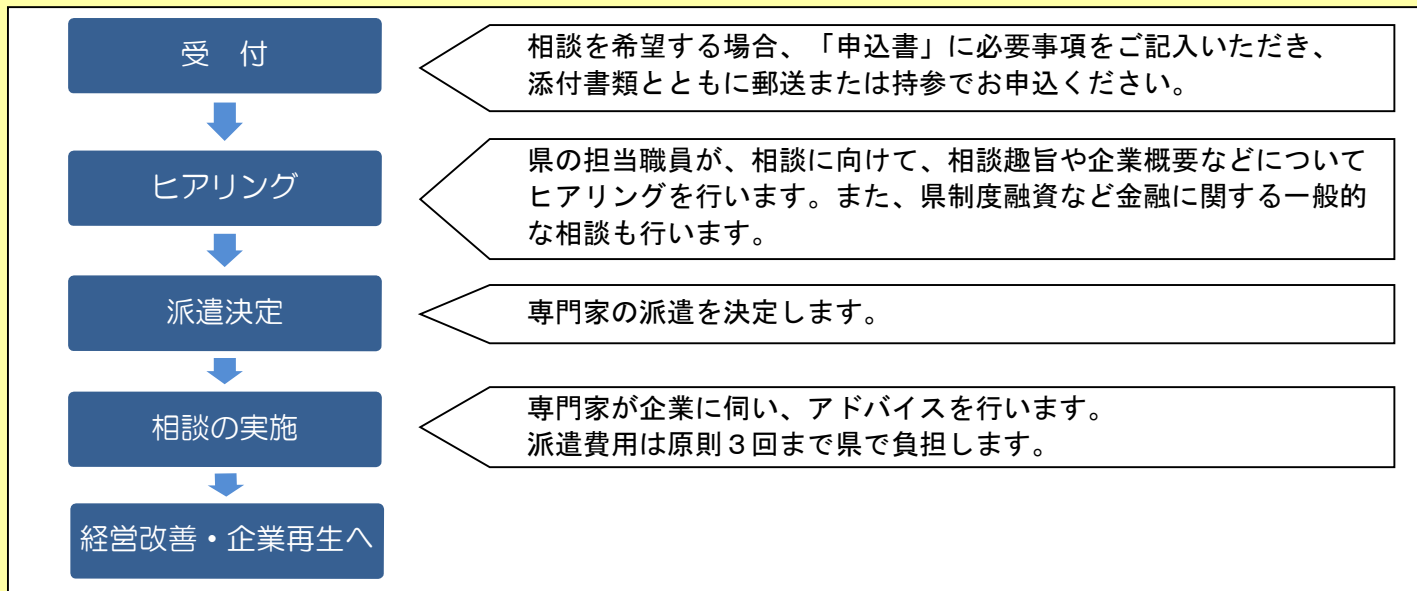 受　付
相談を希望する場合、「申込書」に必要事項をご記入いただき、
添付書類とともに郵送または持参でお申込ください。
ヒアリング
県の担当職員が、相談に向けて、相談趣旨や企業概要などについて
ヒアリングを行います。また、県制度融資など金融に関する一般的
な相談も行います。
派遣決定
専門家の派遣を決定します。
相談の実施
専門家が企業に伺い、アドバイスを行います。
派遣費用は原則３回まで県で負担します。
経営改善・企業再生へ